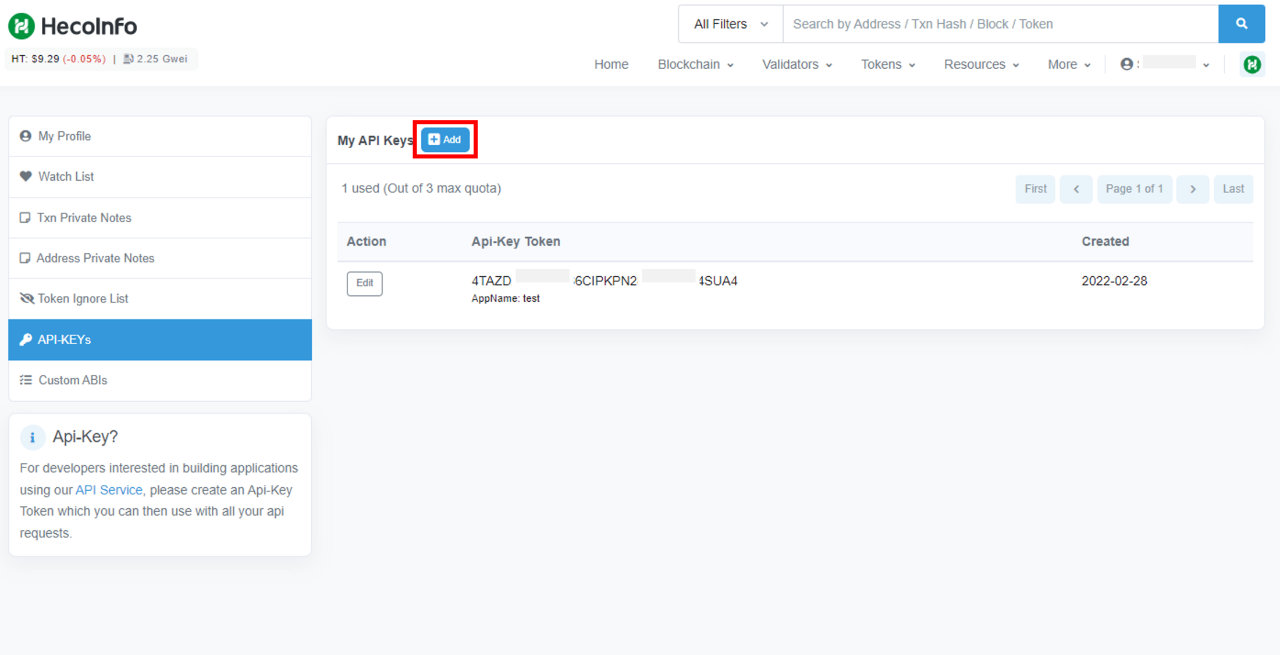 HecoInfo
All Filters
Search by Address / Txn Hash / Block / Token
HT: $9.29 (-0.05%) | 2.25 Gwei
Home Blockchain Validators Tokens Resources More
My Profile
Watch List
Txn Private Notes
Address Private Notes
Token Ignore List
API-KEYs
Custom ABIs
Api-Key?
For developers interested in building applications
using our API Service, please create an Api-Key
Token which you can then use with all your api
requests.
My API Keys Add
1 used (Out of 3 max quota)
First Page 1 of 1 Last
Action Api-Key Token Created
Edit 4TAZD 6CIPKPN2 4SUA4 2022-02-28
AppName: test